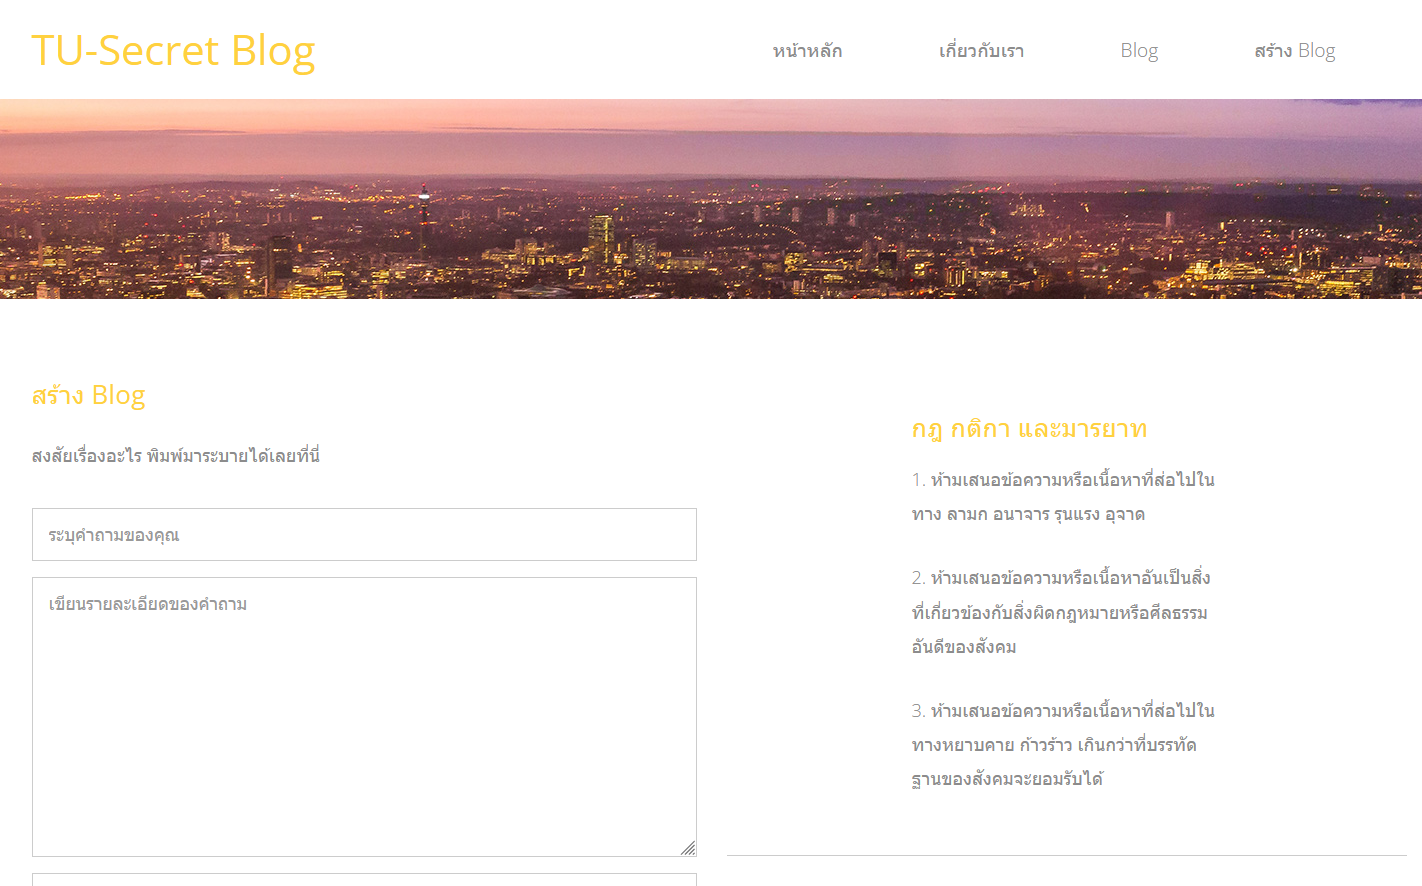 TU-Secret Blog
หน้าหลัก
เกี่ยวกับเรา
Blog
สร้าง Blog
สร้าง Blog
สงสัยเรื่องอะไร พิมพ์มาระบายได้เลยที่นี่
ระบุคำถามของคุณ
เขียนรายละเอียดของคำถาม
กฎ กติกา และมารยาท
1. ห้ามเสนอข้อความหรือเนื้อหาที่ส่อไปใน
ทาง ลามก อนาจาร รุนแรง อุจาด
2. ห้ามเสนอข้อความหรือเนื้อหาอันเป็นสิ่ง
ที่เกี่ยวข้องกับสิ่งผิดกฎหมายหรือศีลธรรม
อันดีของสังคม
3. ห้ามเสนอข้อความหรือเนื้อหาที่ส่อไปใน
ทางหยาบคาย ก้าวร้าว เกินกว่าที่บรรทัด
ฐานของสังคมจะยอมรับได้